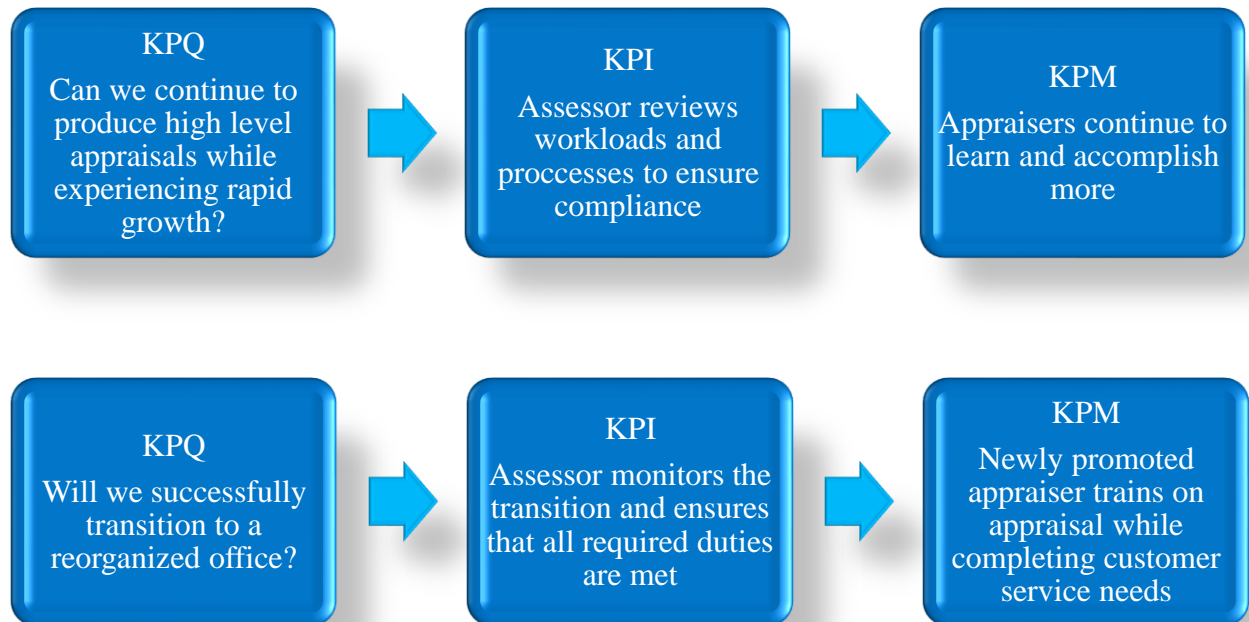 KPQ
Can we continue to
produce high level
appraisals while
experiencing rapid
growth?
KPI
Assessor reviews
workloads and
proccesses to ensure
compliance
KPM
Appraisers continue to
learn and accomplish
more
KPQ
Will we successfully
transition to a
reorganized office?
KPI
Assessor monitors the
transition and ensures
that all required duties
are met
KPM
Newly promoted
appraiser trains on
appraisal while
completing customer
service needs